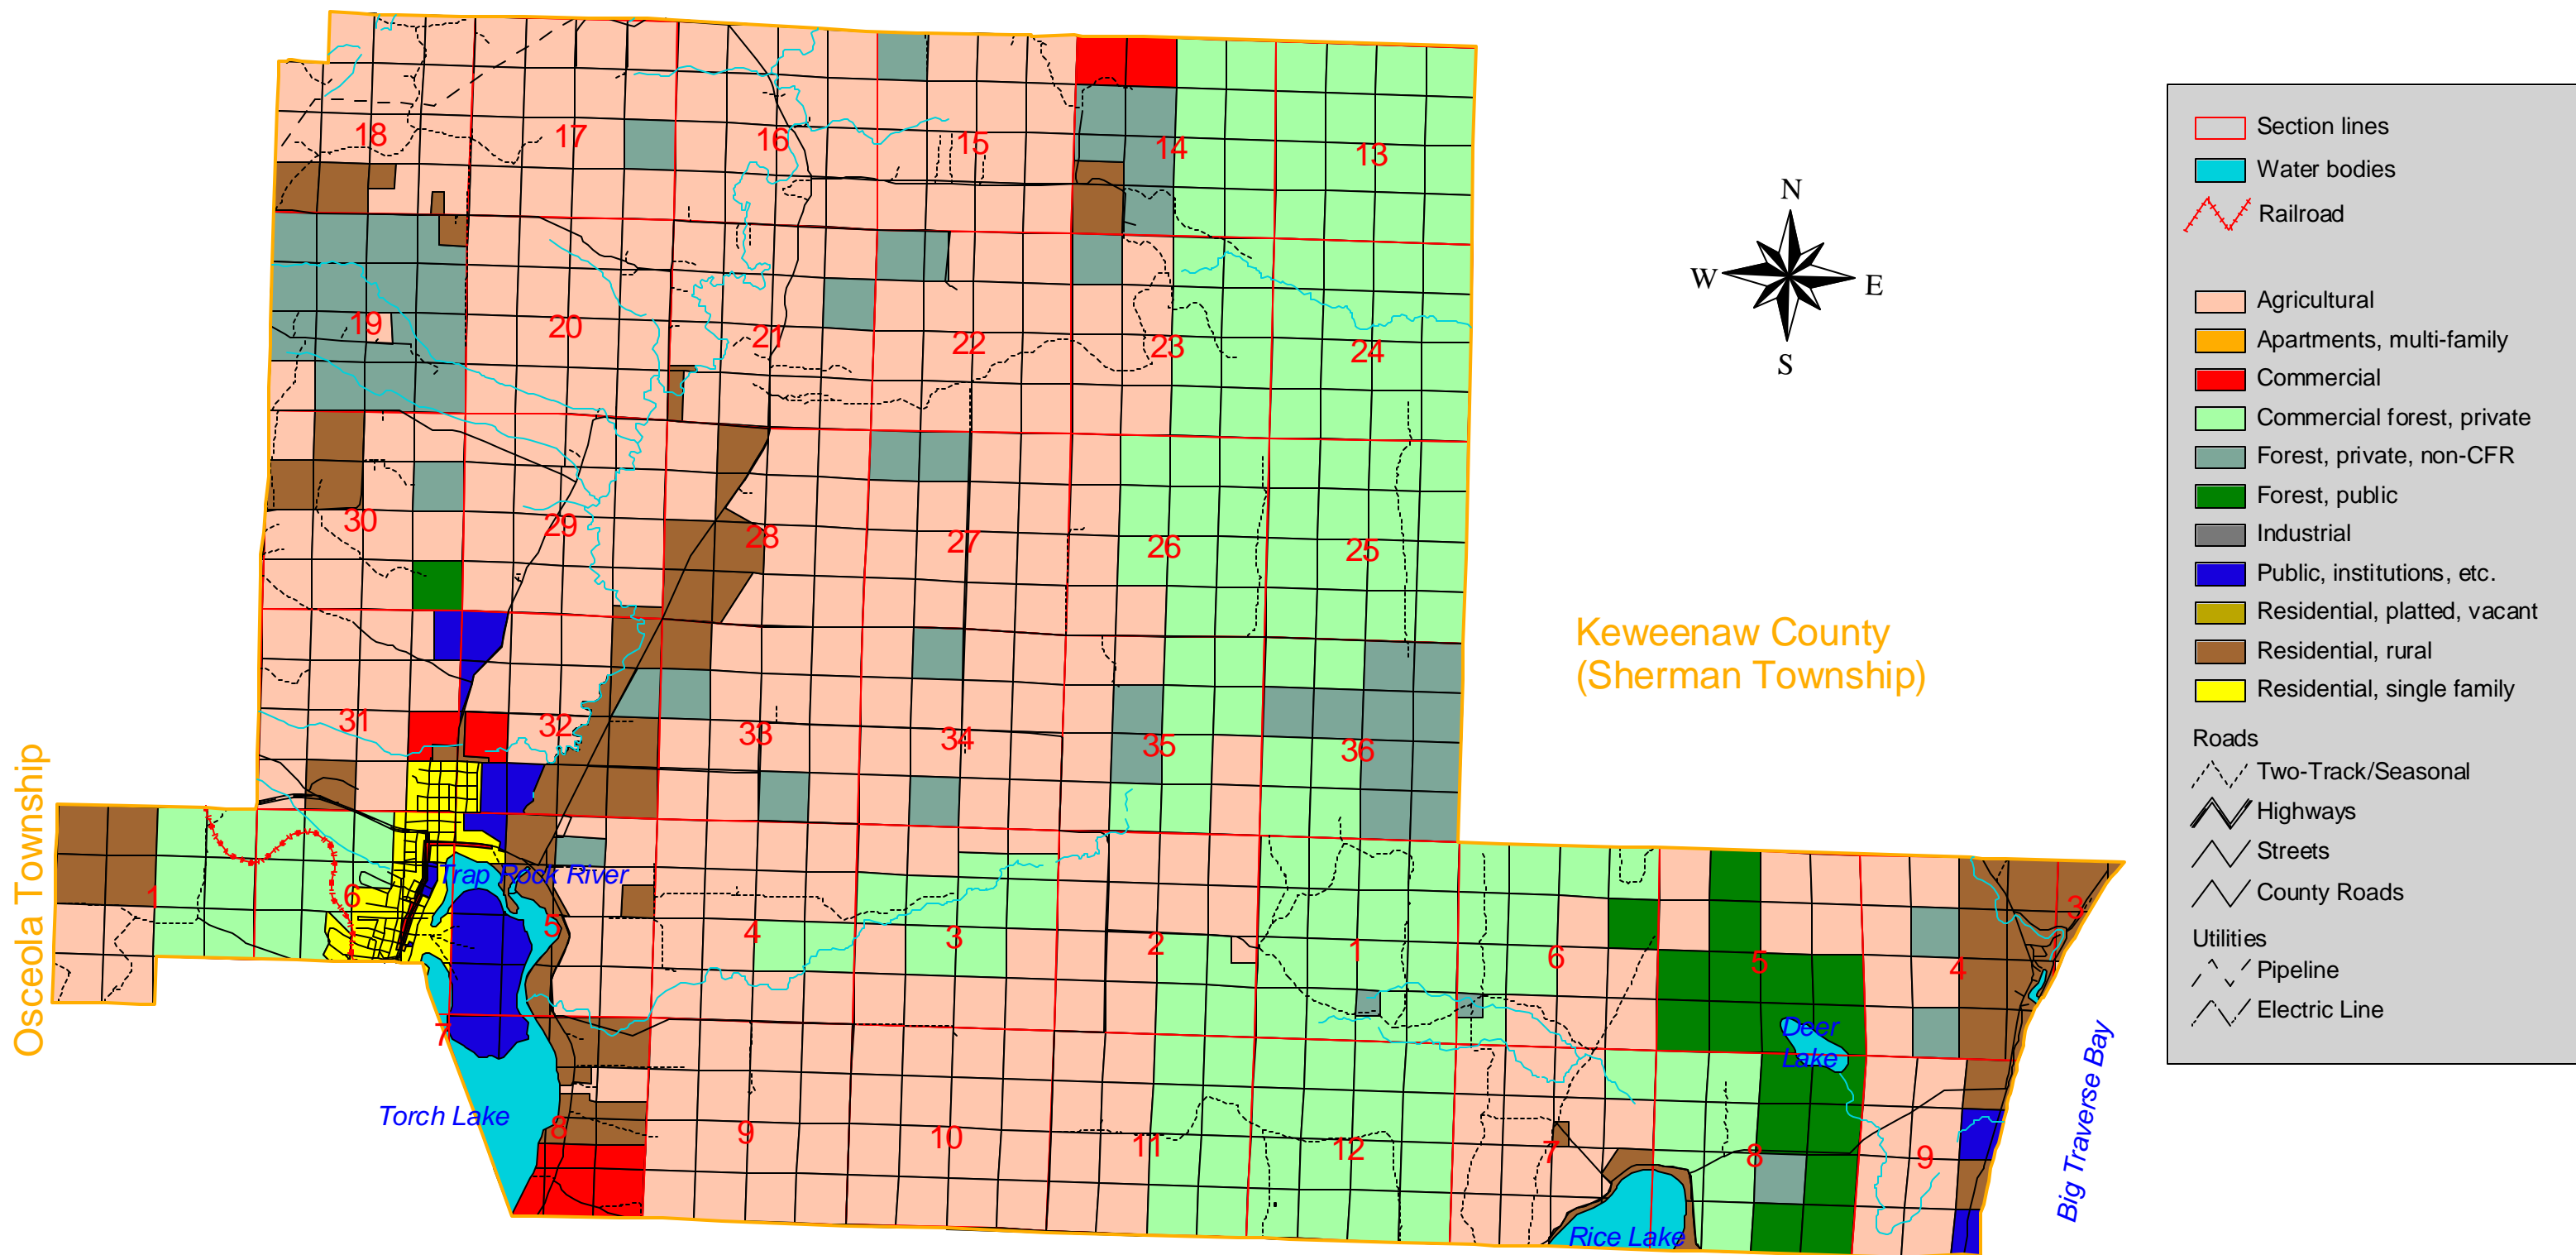 18
17
16
15
14
13
19
20
21
22
23
24
30
29
28
27
26
25
31
32
33
34
35
36
1
6
5
4
3
2
1
6
5
4
3
7
8
9
10
11
12
7
8
9
Trap Rock River
Torch Lake
Deer
Lake
Rice Lake
Big Traverse Bay
Osceola Township
Keweenaw County
(Sherman Township)
N
W
E
S
Section lines
Water bodies
Railroad
Agricultural
Apartments, multi-family
Commercial
Commercial forest, private
Forest, private, non-CFR
Forest, public
Industrial
Public, institutions, etc.
Residential, platted, vacant
Residential, rural
Residential, single family
Roads
Two-Track/Seasonal
Highways
Streets
County Roads
Utilities
Pipeline
Electric Line